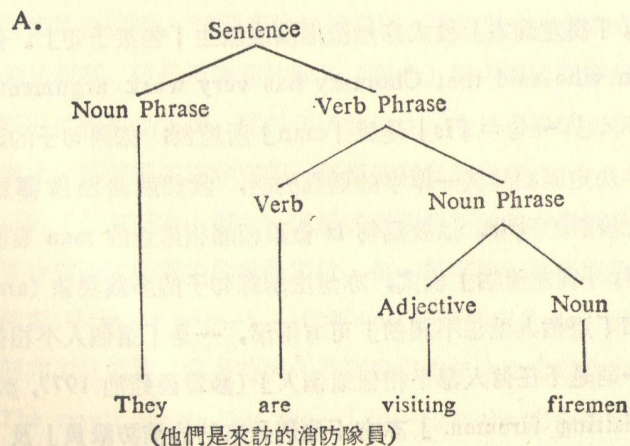 A.
Sentence
Noun Phrase Verb Phrase
Verb Noun Phrase
Adjective Noun
They are visiting firemen
(他們是來訪的消防隊員)